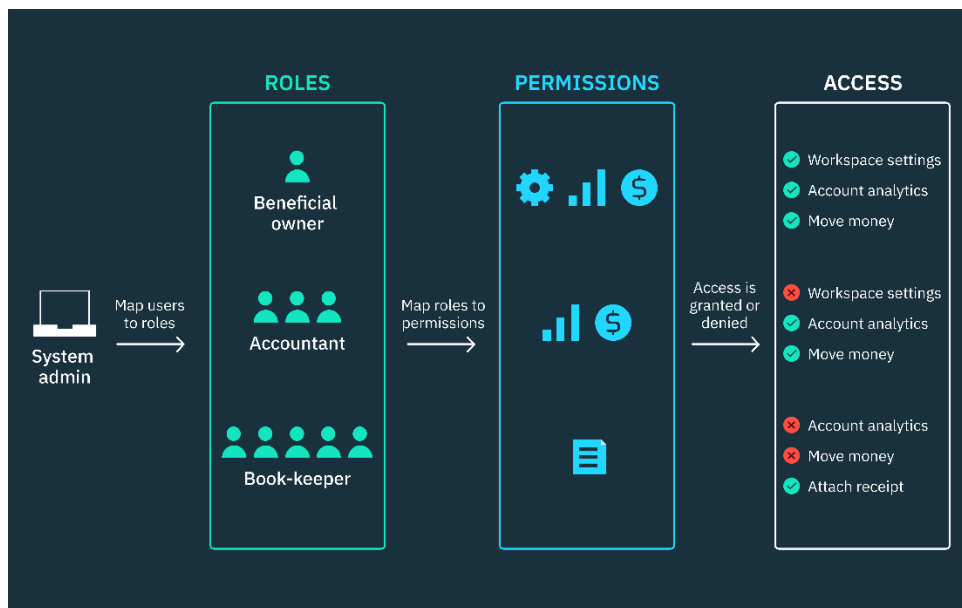 ROLES
PERMISSIONS
ACCESS
System
admin
Map users
to roles
Beneficial
owner
Accountant
Book-keeper
Map roles to
permissions
$
$
Access is
granted or
denied
Workspace settings
Account analytics
Move money
Workspace settings
Account analytics
Move money
Account analytics
Move money
Attach receipt